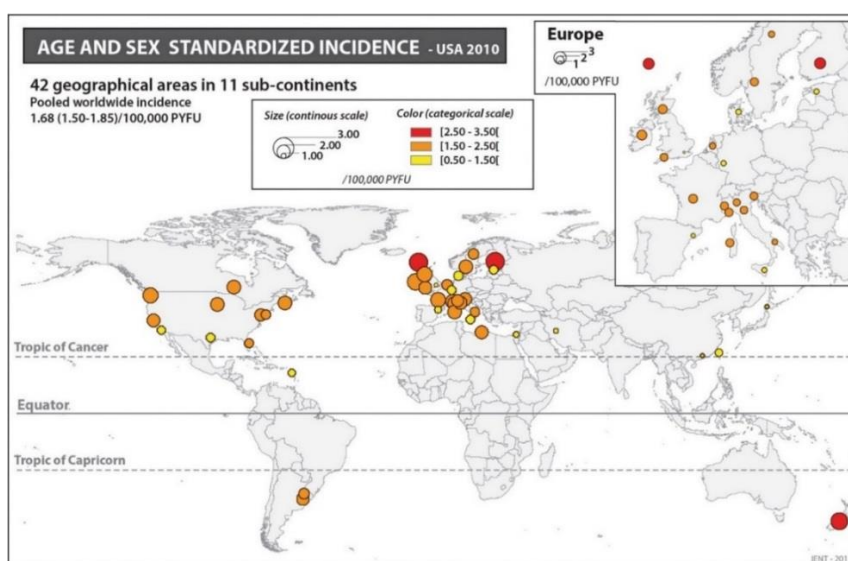 AGE AND SEX STANDARDIZED INCIDENCE - USA 2010
42 geographical areas in 11 sub-continents
Pooled worldwide incidence
1.68 (1.50-1.85)/100,000 PYFU
Size (continous scale)
3.00
2.00
1.00
Color (categorical scale)
[2.50 - 3.50[
[1.50 - 2.50[
[0.50 - 1.50[
/100,000 PYFU
Europe
3
2
1
/100,000 PYFU
Tropic of Cancer
Equator
Tropic of Capricorn